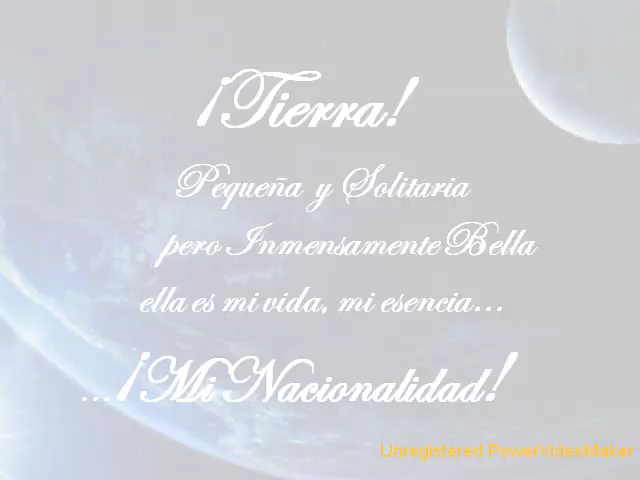 ¡Tierra!
Pequeña y Solitaria
pero Inmensamente Bella
ella es mi vida, mi esencia...
...¡Mi Nacionalidad!
Unregistered PowerVideoMaker